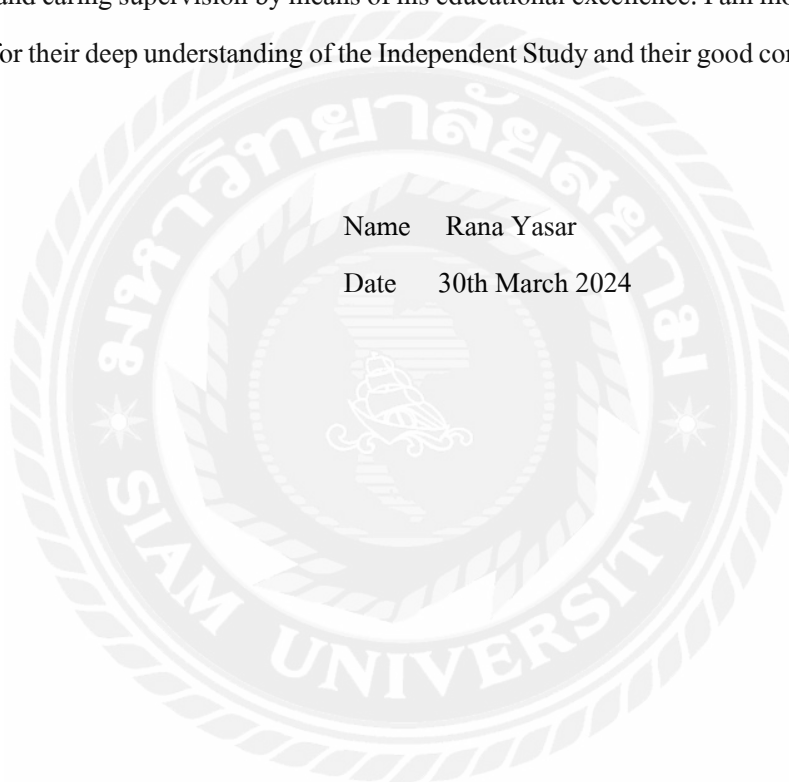 and caring supervision by means of his educational excellence. I am
for their deep understanding of the Independent Study and their good
Name Rana Yasar
Date 30th March 2024
มหาวิทยาลัยสยาม
SIAM UNIVERSITY